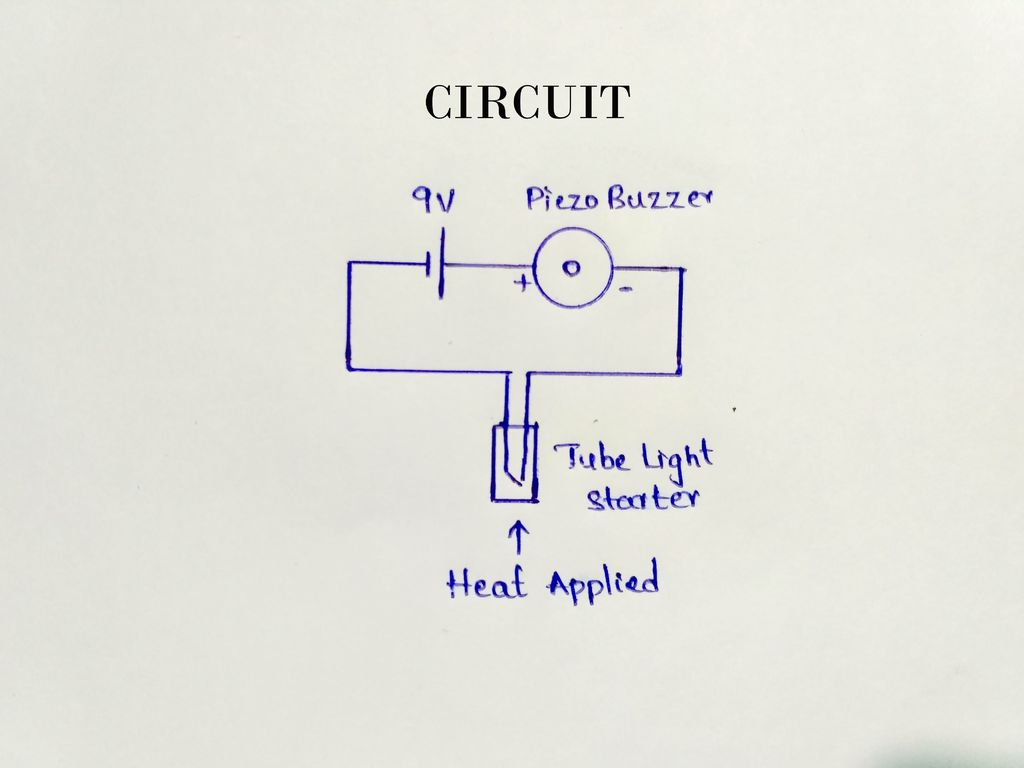 CIRCUIT
9V Piezo Buzzer
+ -
Tube Light
Starter
Heat Applied